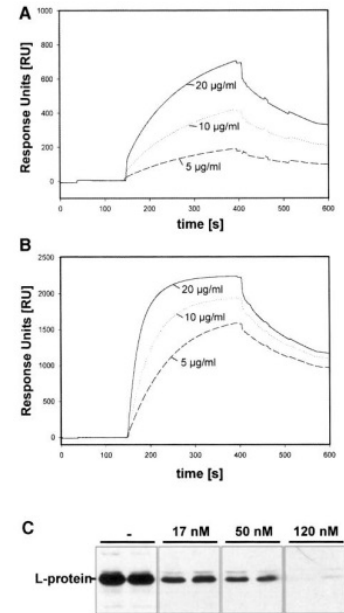 A
Response Units [RU]
800
600
400
200
0
20 µg/ml
10 µg/ml
5 µg/ml
0 100 200 300 400 500 600
time [s]
B
Response Units [RU]
2500
2000
1500
1000
500
0
20 µg/ml
10 µg/ml
5 µg/ml
0 100 200 300 400 500 600
time [s]
C
- 17 nM 50 nM 120 nM
L-protein-